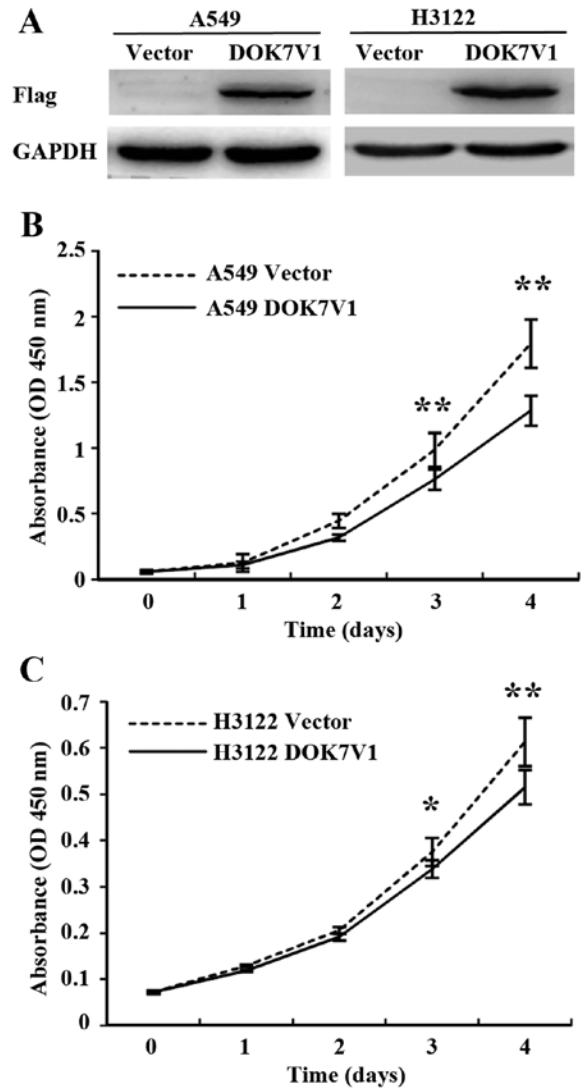 A
A549
H3122
Vector DOK7V1 Vector DOK7V1
Flag
GAPDH
B
2.5
2
1.5
1
0.5
0
Absorbance (OD 450 nm)
A549 Vector
A549 DOK7V1
**
**
0 1 2 3 4
Time (days)
C
0.7
0.6
0.5
0.4
0.3
0.2
0.1
0
Absorbance (OD 450 nm)
H3122 Vector
H3122 DOK7V1
*
**
0 1 2 3 4
Time (days)